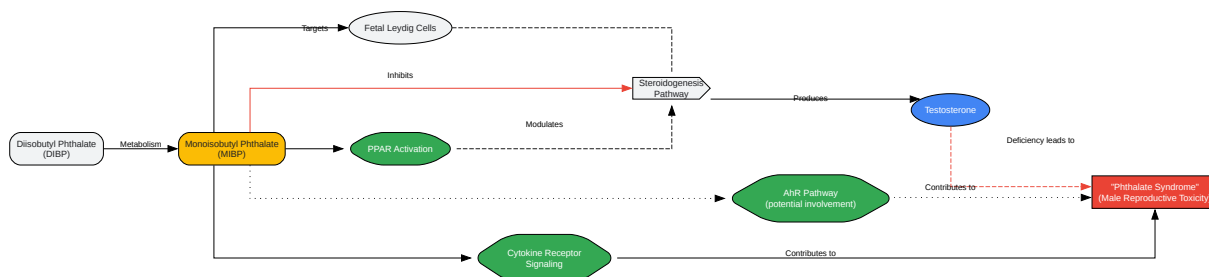 Targets
Fetal Leydig Cells
Inhibits
Steroidogenesis
Pathway
Produces
Testosterone
Modulates
Diisobutyl Phthalate
(DIBP)
Metabolism
Monoisobutyl Phthalate
(MIBP)
PPAR Activation
Deficiency leads to
AhR Pathway
(potential involvement)
Contributes to
"Phthalate Syndrome"
(Male Reproductive Toxicity)
Cytokine Receptor
Signaling
Contributes to